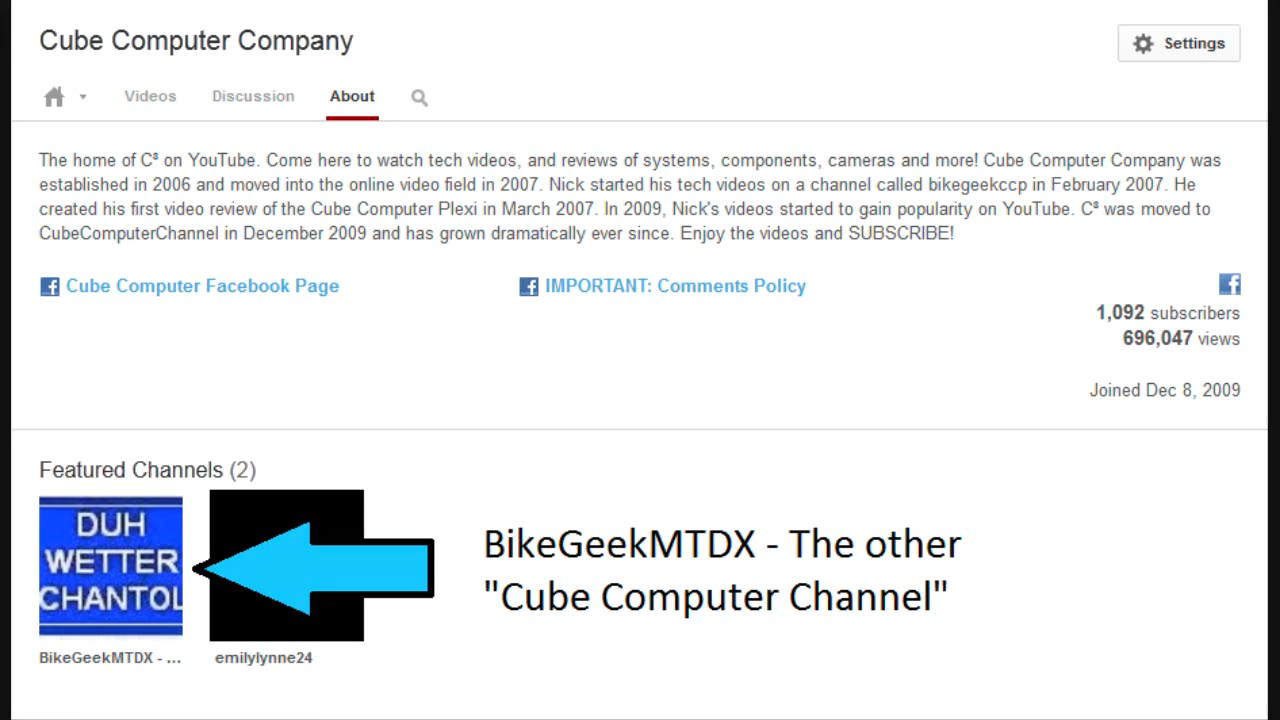 Cube Computer Company
Settings
Videos Discussion About
The home of C³ on YouTube. Come here to watch tech videos, and reviews of systems, components, cameras and more! Cube Computer Company was
established in 2006 and moved into the online video field in 2007. Nick started his tech videos on a channel called bikegeekccp in February 2007. He
created his first video review of the Cube Computer Plexi in March 2007. In 2009, Nick's videos started to gain popularity on YouTube. C³ was moved to
CubeComputerChannel in December 2009 and has grown dramatically ever since. Enjoy the videos and SUBSCRIBE!
Cube Computer Facebook Page
IMPORTANT: Comments Policy
1,092 subscribers
696,047 views
Joined Dec 8, 2009
Featured Channels (2)
DUH
WETTER
CHANTOL
BikeGeekMTDX - ...
emilylynne24
BikeGeekMTDX - The other
"Cube Computer Channel"